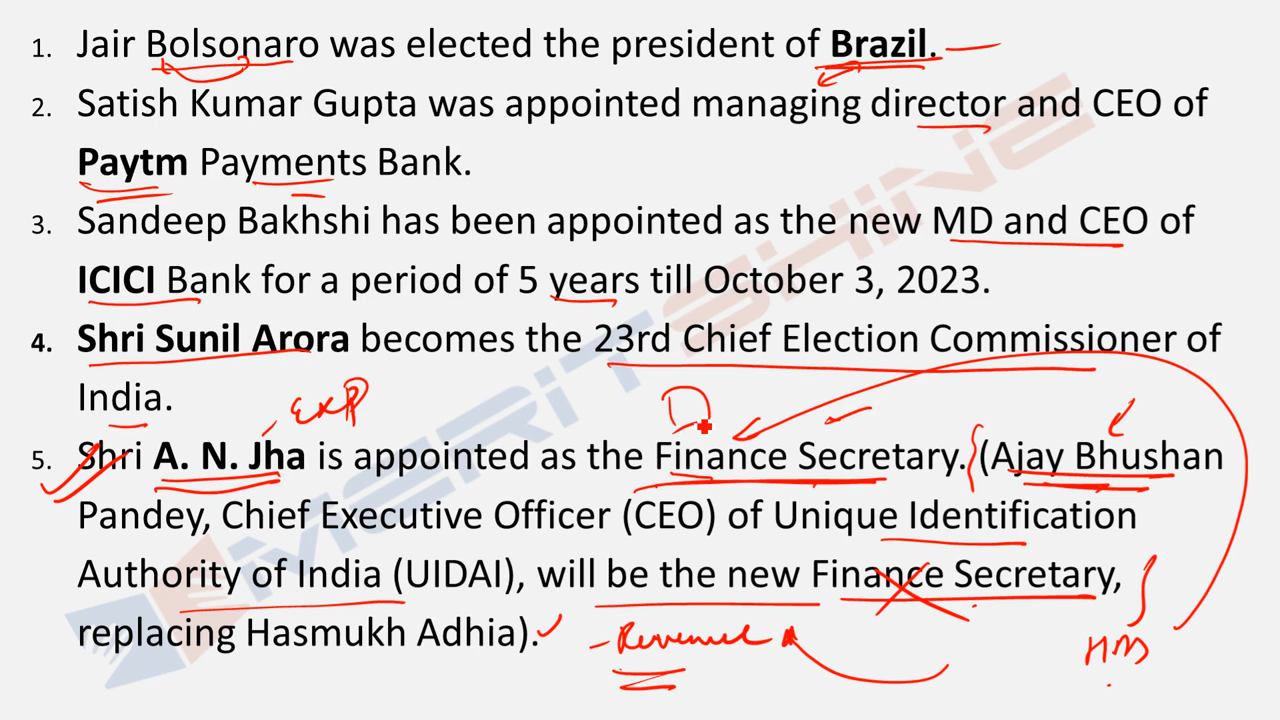 1. Jair Bolsonaro was elected the president of Brazil.
2. Satish Kumar Gupta was appointed managing director and CEO of
Paytm Payments Bank.
3. Sandeep Bakhshi has been appointed as the new MD and CEO of
ICICI Bank for a period of 5 years till October 3, 2023.
4. Shri Sunil Arora becomes the 23rd Chief Election Commissioner of
India.
Exp D
5. Shri A. N. Jha is appointed as the Finance Secretary. (Ajay Bhushan
Pandey, Chief Executive Officer (CEO) of Unique Identification
Authority of India (UIDAI), will be the new Finance Secretary,
replacing Hasmukh Adhia).
- Revenue
MERITSHINE